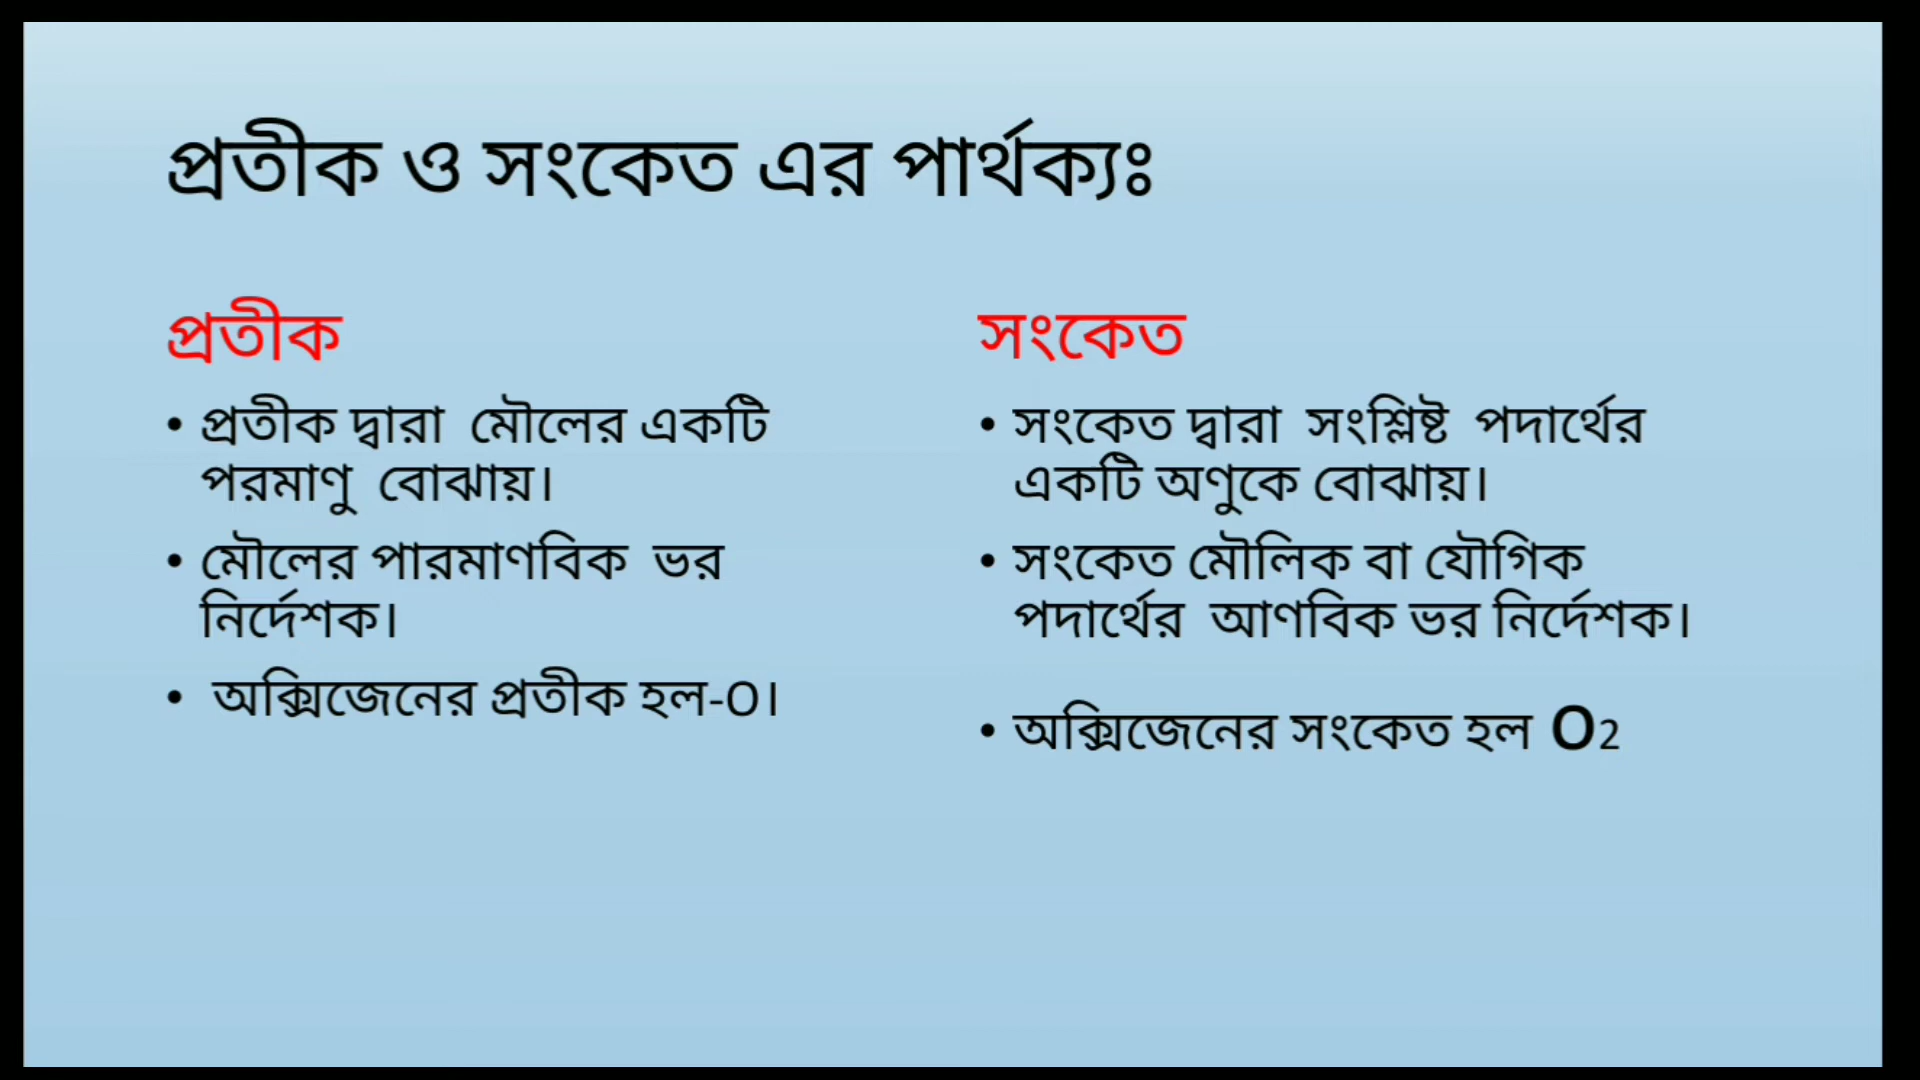 প্রতীক ও সংকেত এর পার্থক্যঃ
প্রতীক
• প্রতীক দ্বারা মৌলের একটি
পরমাণু বোঝায়।
• মৌলের পারমাণবিক ভর
নির্দেশক।
• অক্সিজেনের প্রতীক হল-O।
সংকেত
• সংকেত দ্বারা সংশ্লিষ্ট পদার্থের
একটি অণুকে বোঝায়।
• সংকেত মৌলিক বা যৌগিক
পদার্থের আণবিক ভর নির্দেশক।
• অক্সিজেনের সংকেত হল O₂